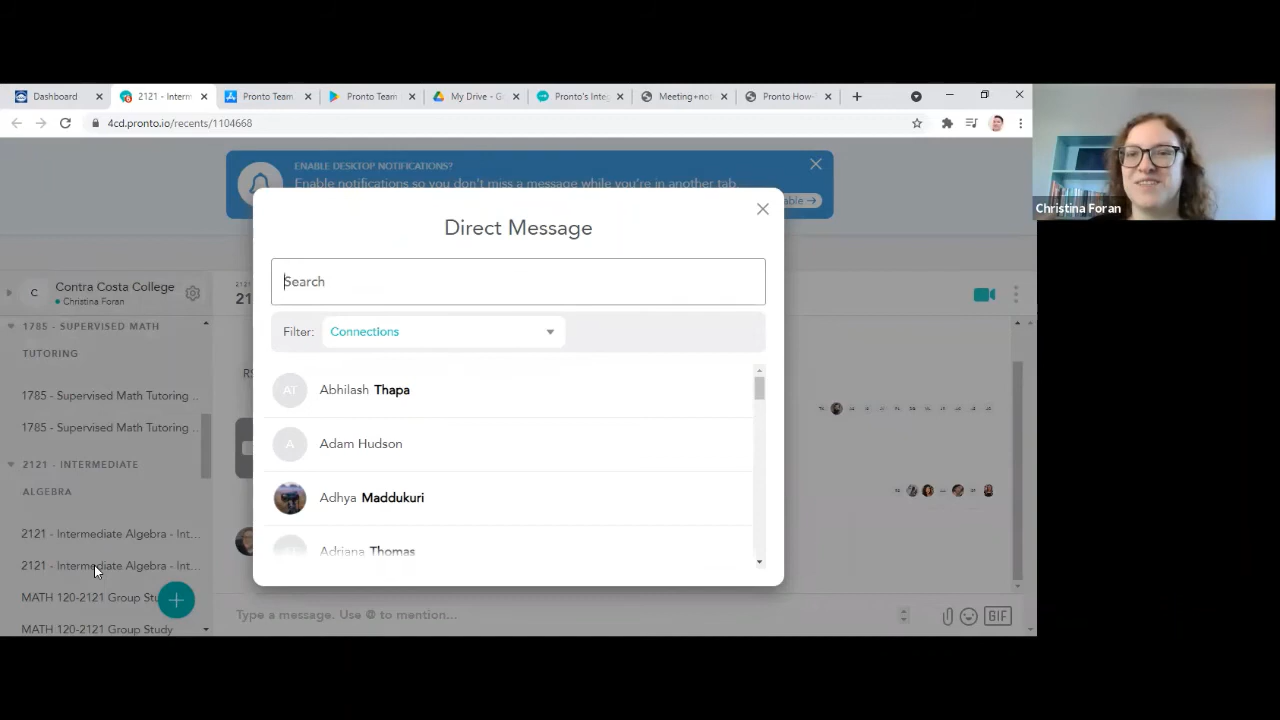 Dashboard
2121 - Interm
Pronto Team
Pronto Team
My Drive - G
Pronto's Integ
Meeting+not
Pronto How-
4cd.pronto.io/recents/1104668
ENABLE DESKTOP NOTIFICATIONS?
Enable notifications so you don't miss a message while you're in another tab.
Christina Foran
Direct Message
Search
Filter: Connections
Abhilash Thapa
Adam Hudson
Adhya Maddukuri
Adriana Thomas
C
Contra Costa College
Christina Foran
1785 - SUPERVISED MATH
TUTORING
1785 - Supervised Math Tutoring ..
1785 - Supervised Math Tutoring ..
2121 - INTERMEDIATE
ALGEBRA
2121 - Intermediate Algebra - Int...
2121 - Intermediate Algebra - Int...
MATH 120-2121 Group Stu
MATH 120-2121 Group Study
Type a message. Use @ to mention...
GIF